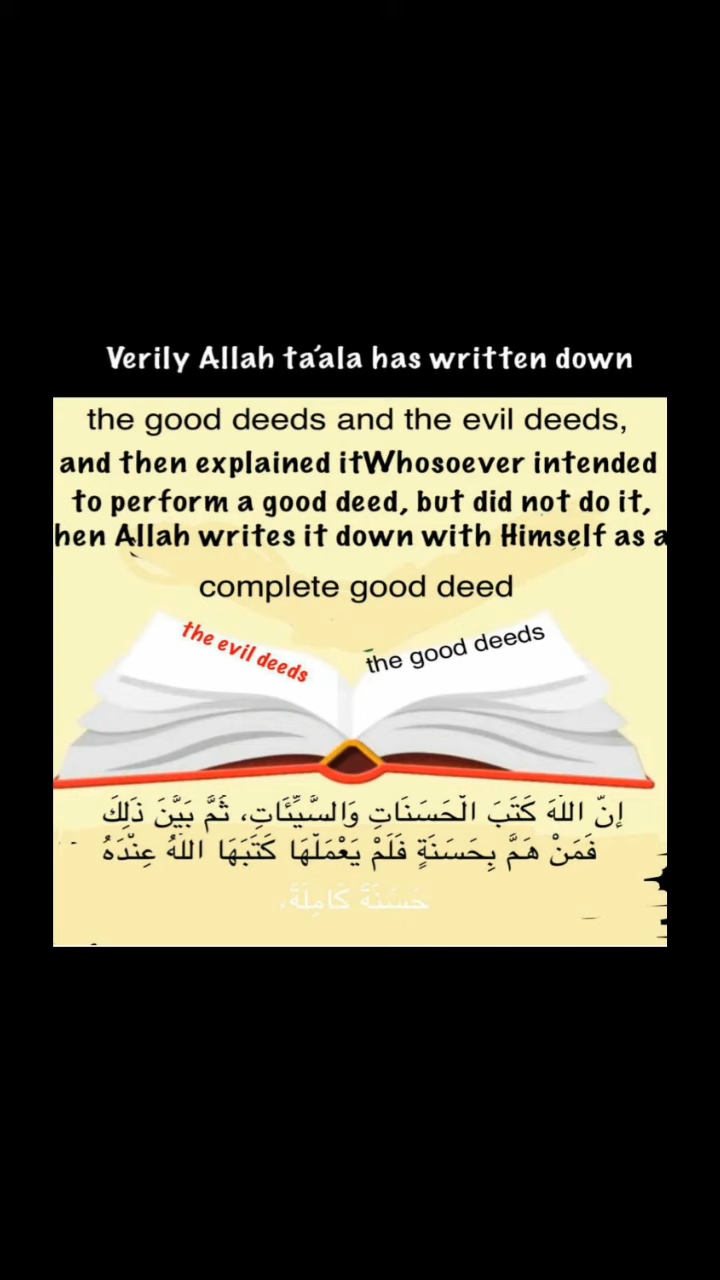 Verily Allah ta'ala has written down
the good deeds and the evil deeds,
and then explained itWhosoever intended
to perform a good deed, but did not do it,
hen Allah writes it down with Himself as a
complete good deed
the evil deeds
the good deeds
إِنَّ اللهَ كَتَبَ الْحَسَنَاتِ وَالسَّيِّئَاتِ، ثُمَّ بَيَّنَ ذَلِكَ
فَمَنْ هَمَّ بِحَسَنَةٍ فَلَمْ يَعْمَلْهَا كَتَبَهَا اللهُ عِنْدَهُ
حَسَنَةً كَامِلَةً،